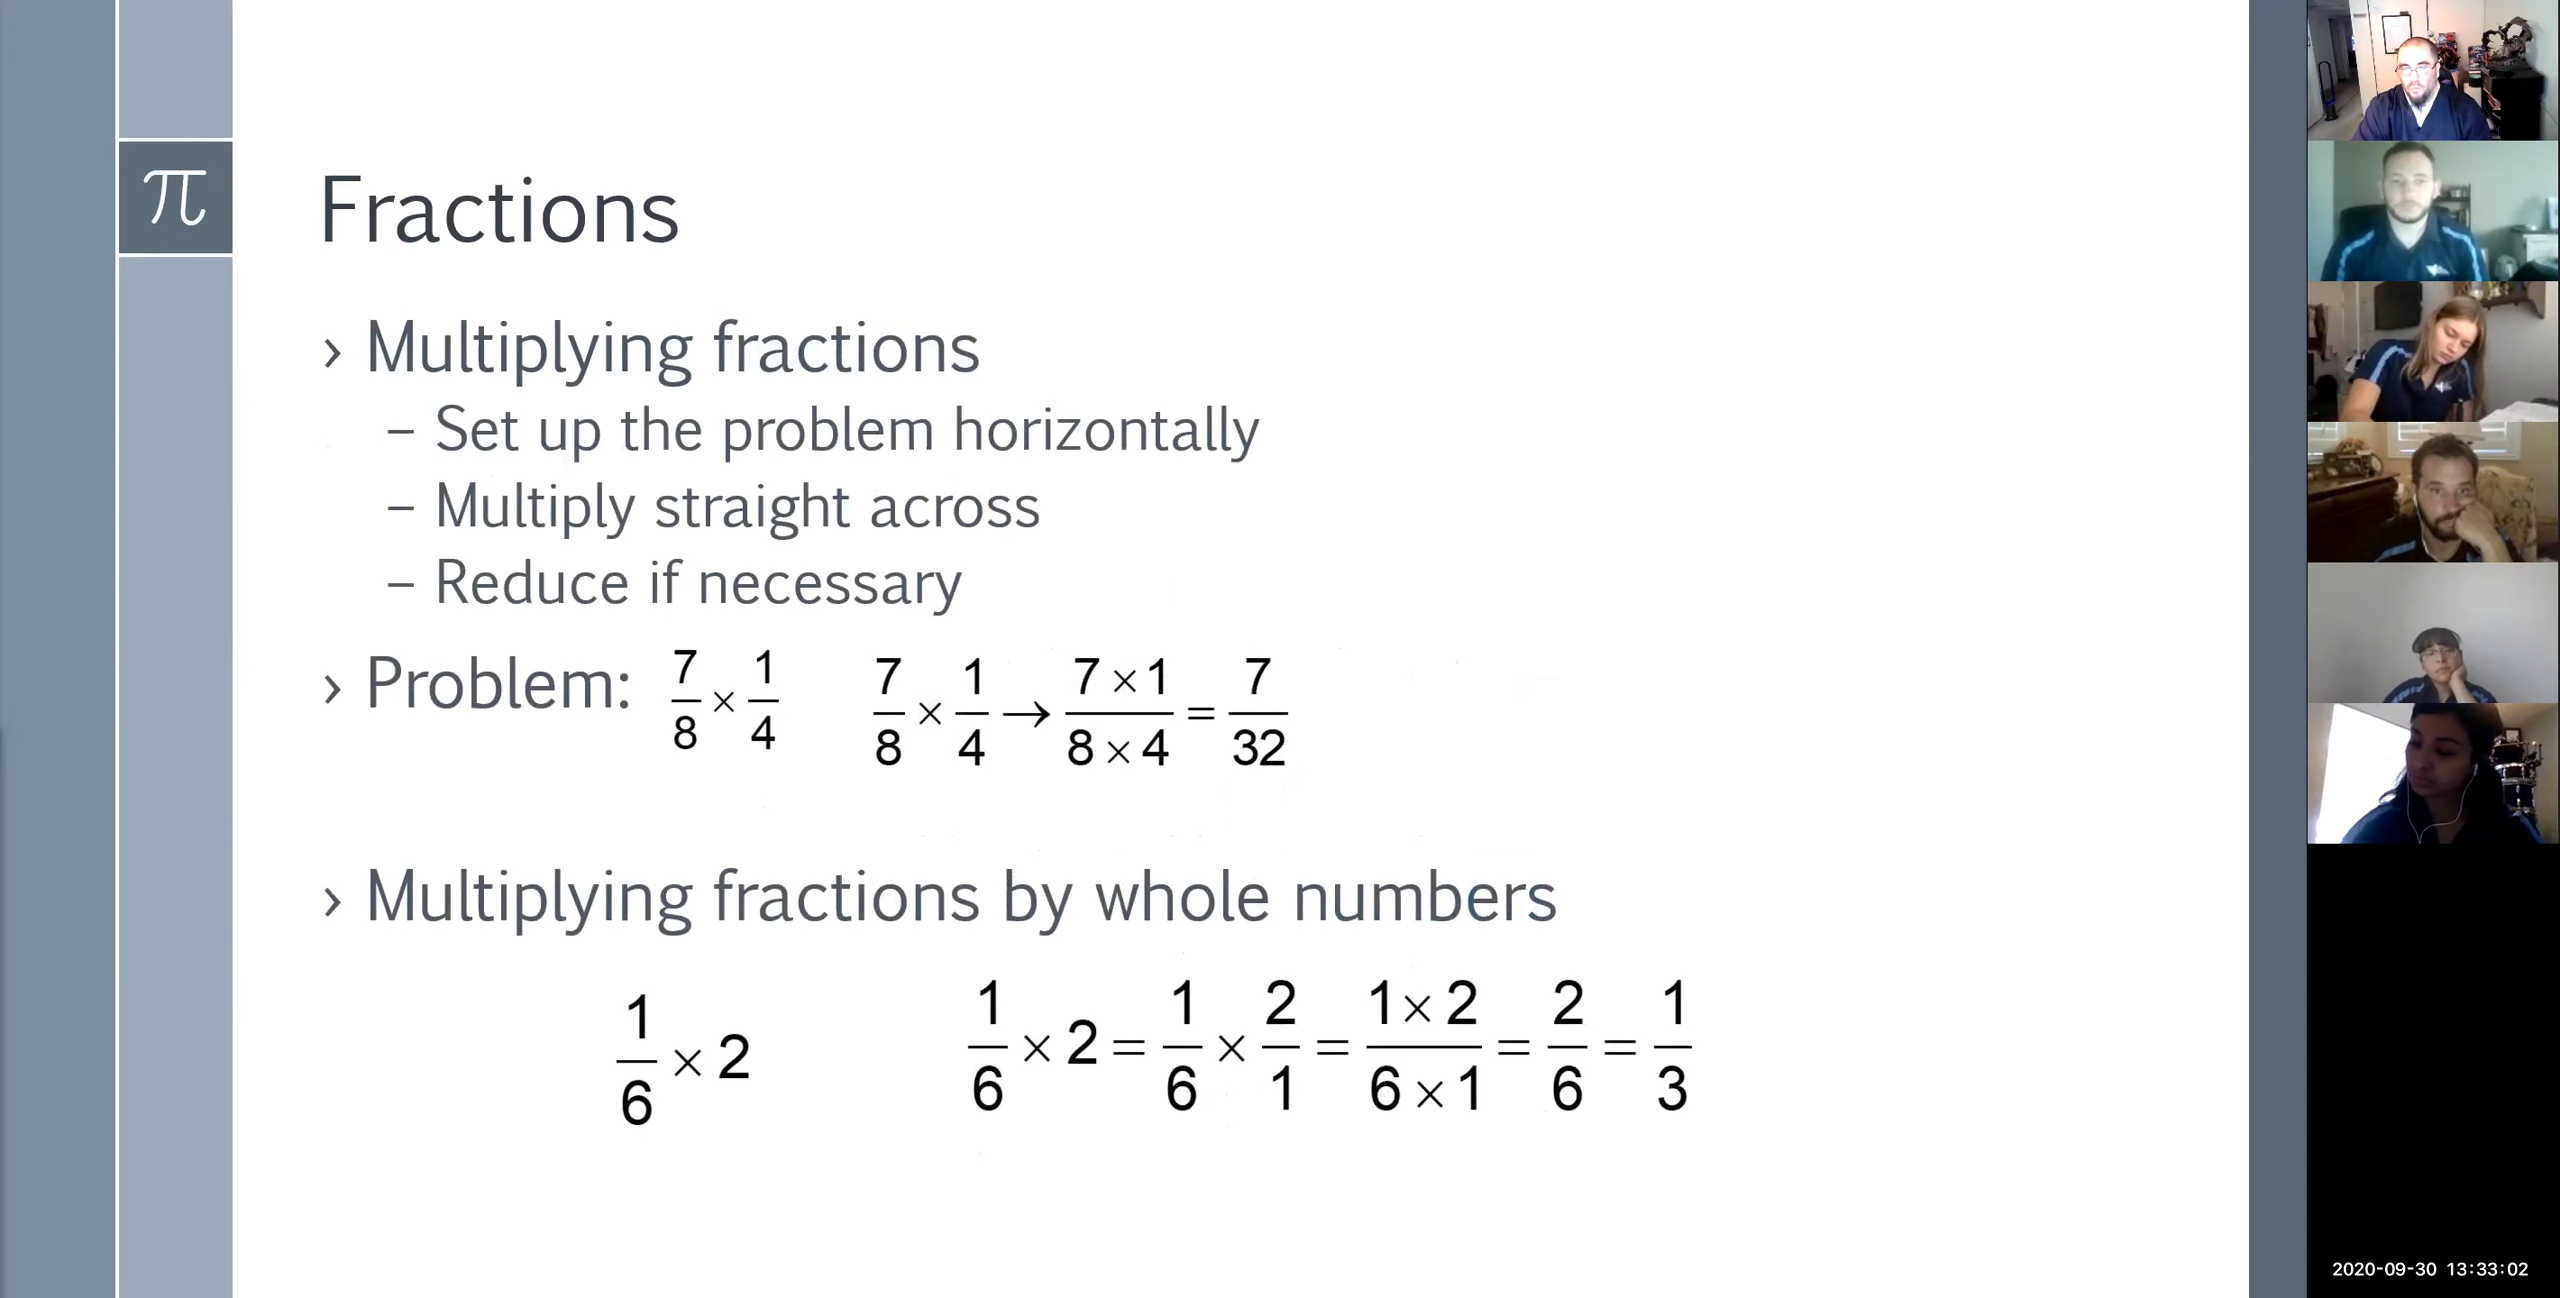 π
Fractions
› Multiplying fractions
– Set up the problem horizontally
– Multiply straight across
– Reduce if necessary
› Problem: 7/8 × 1/4   7/8 × 1/4 → (7 × 1)/(8 × 4) = 7/32
› Multiplying fractions by whole numbers
1/6 × 2   1/6 × 2 = 1/6 × 2/1 = (1 × 2)/(6 × 1) = 2/6 = 1/3
2020-09-30 13:33:02